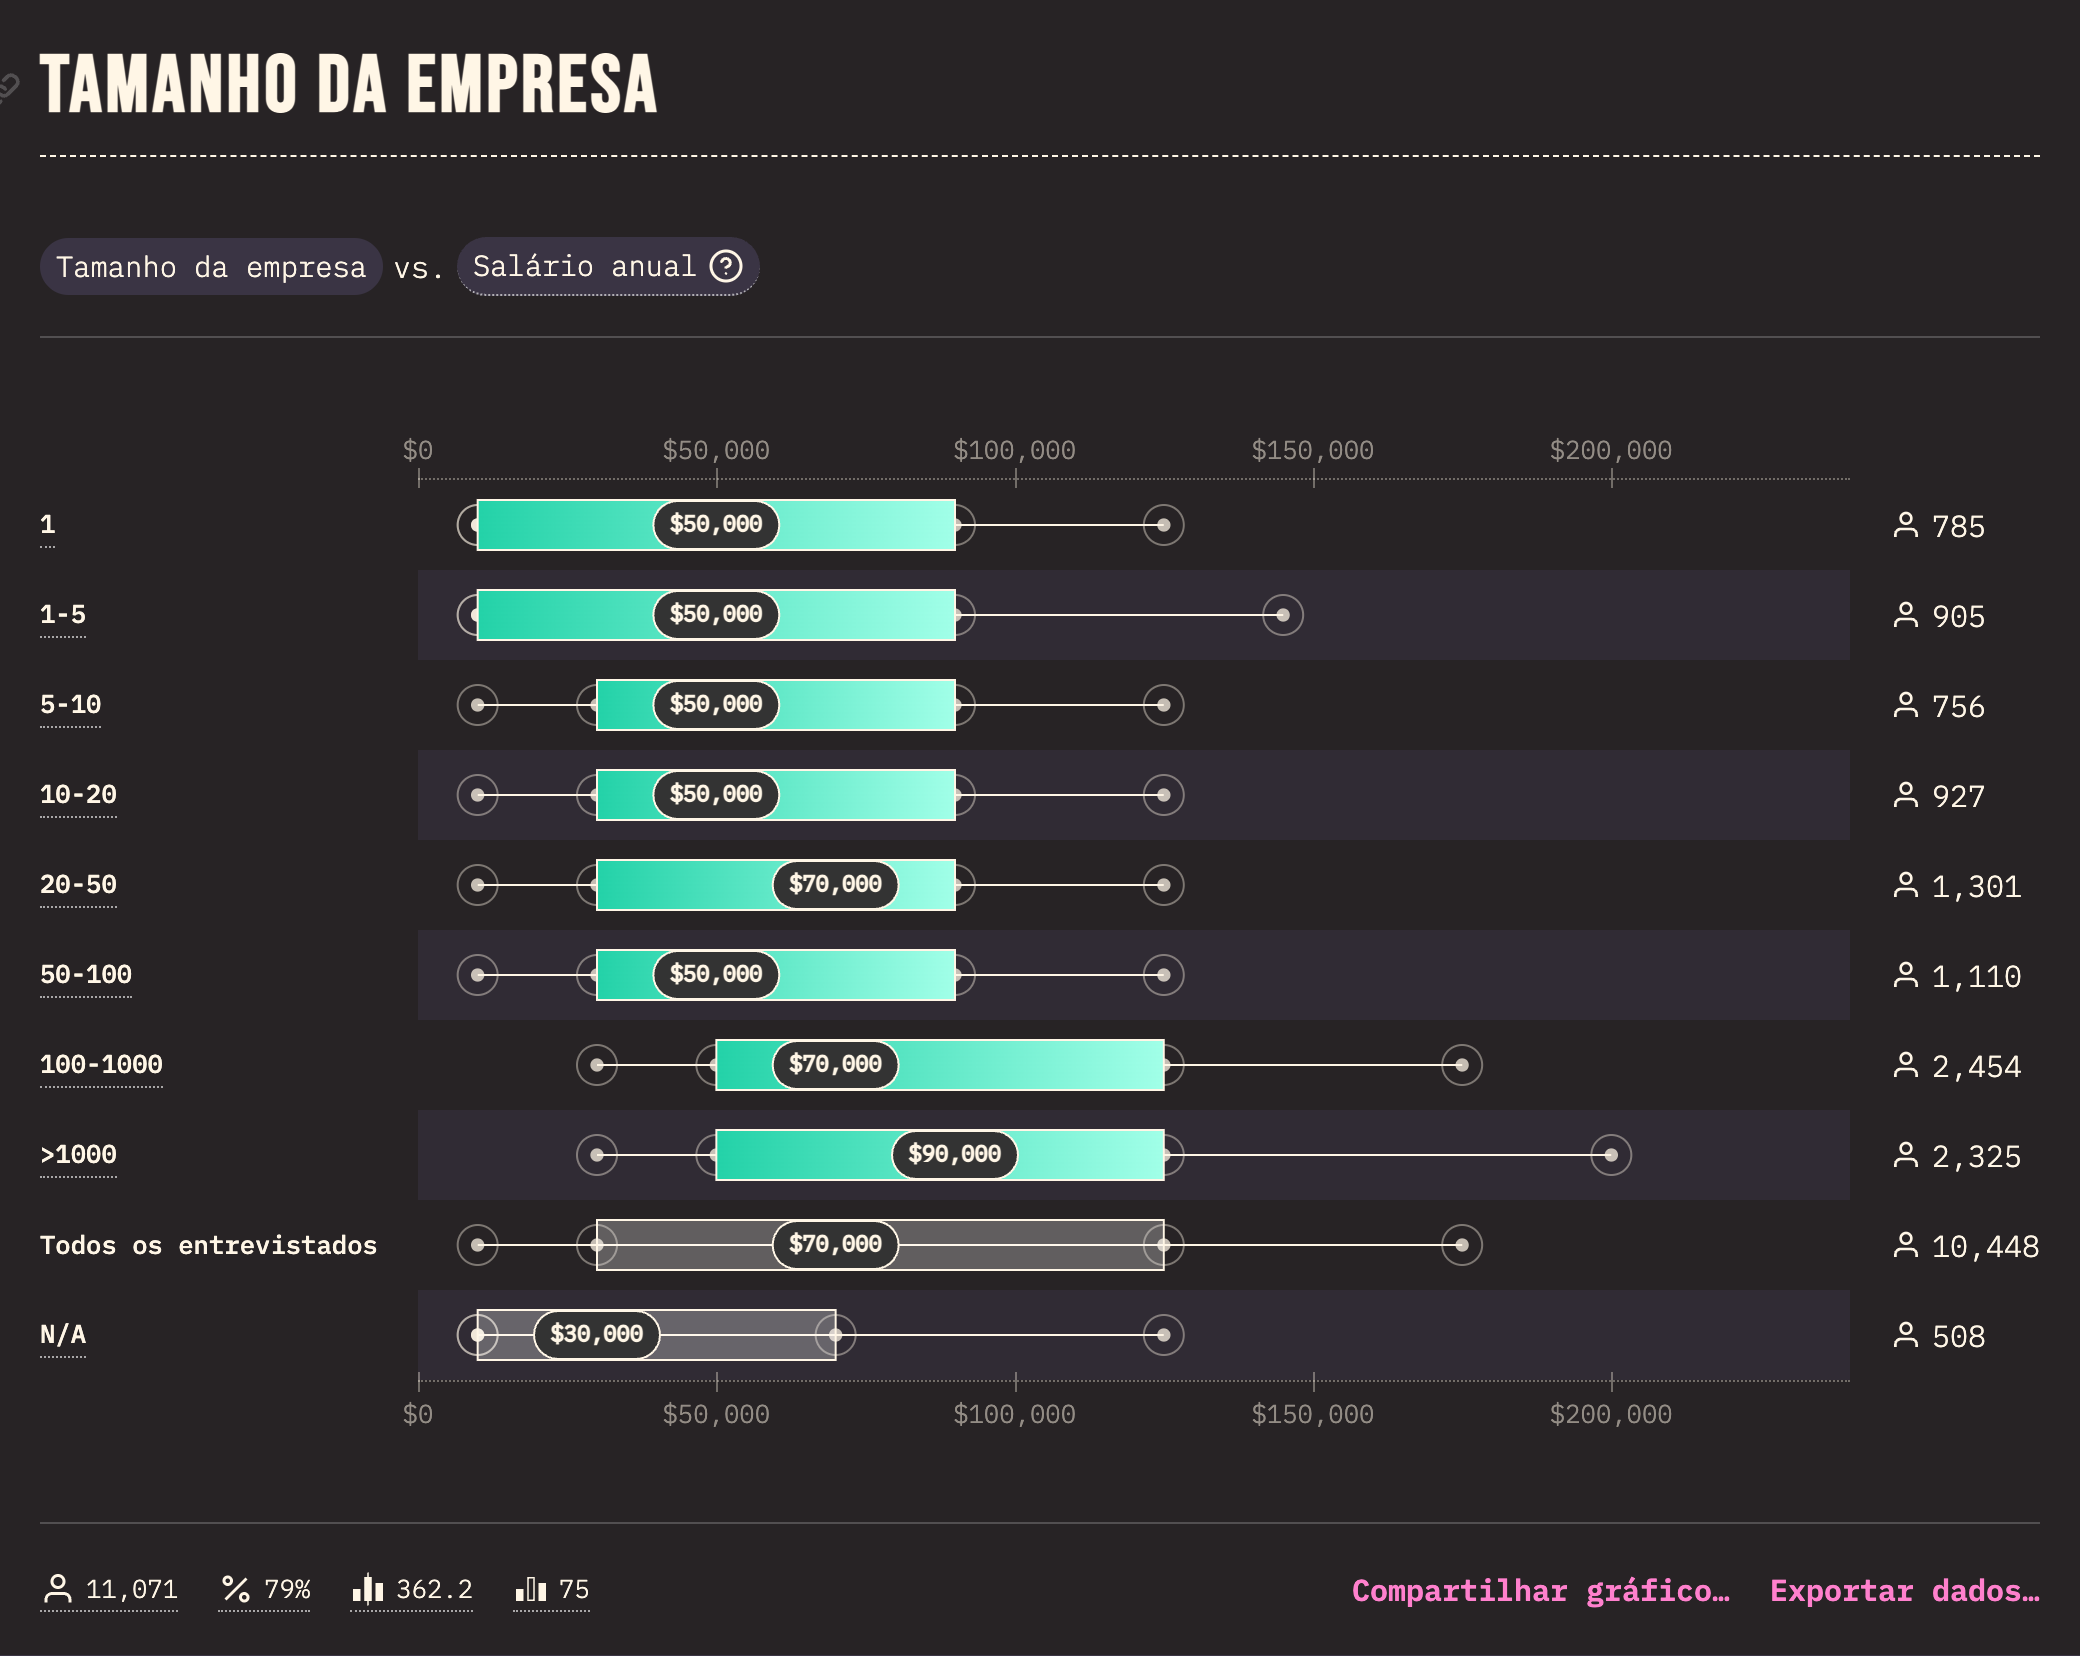 TAMANHO DA EMPRESA
Tamanho da empresa vs. Salário anual ?
$0 $50,000 $100,000 $150,000 $200,000
1 $50,000 785
1-5 $50,000 905
5-10 $50,000 756
10-20 $50,000 927
20-50 $70,000 1,301
50-100 $50,000 1,110
100-1000 $70,000 2,454
>1000 $90,000 2,325
Todos os entrevistados $70,000 10,448
N/A $30,000 508
$0 $50,000 $100,000 $150,000 $200,000
11,071 79% 362.2 75 Compartilhar gráfico… Exportar dados…